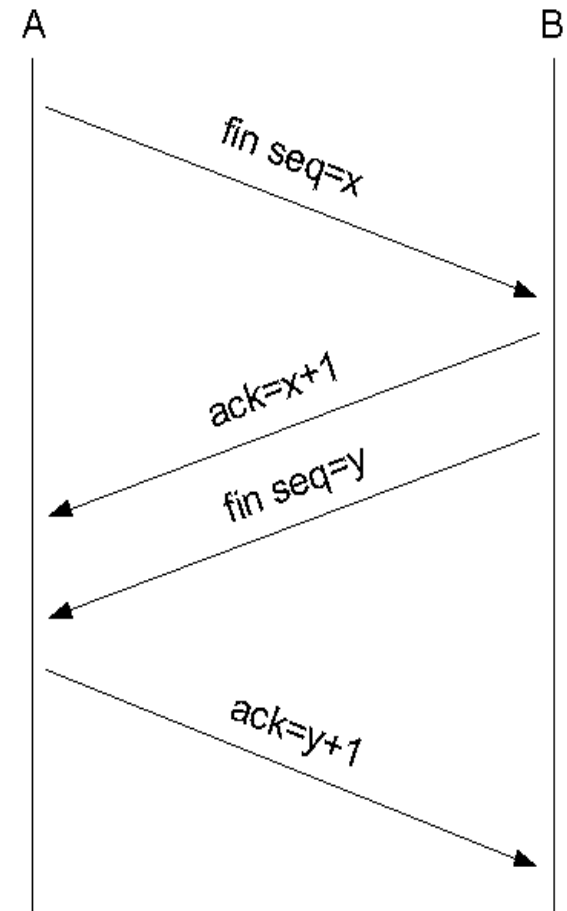 A
B
fin seq=x
ack=x+1
fin seq=y
ack=y+1